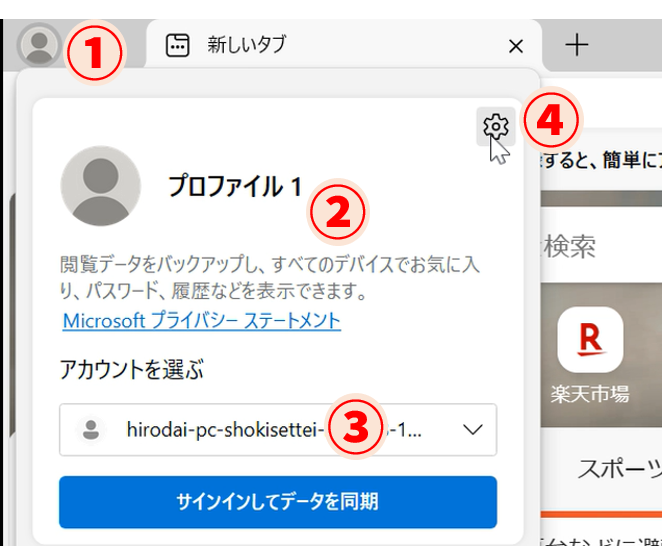 ①
新しいタブ
④
プロファイル 1
②
閲覧データをバックアップし、すべてのデバイスでお気に入
り、パスワード、履歴などを表示できます。
Microsoft プライバシー ステートメント
アカウントを選ぶ
hirodai-pc-shokisettei-
③
-1...
サインインしてデータを同期
すると、簡単に
検索
R
楽天市場
スポーツ